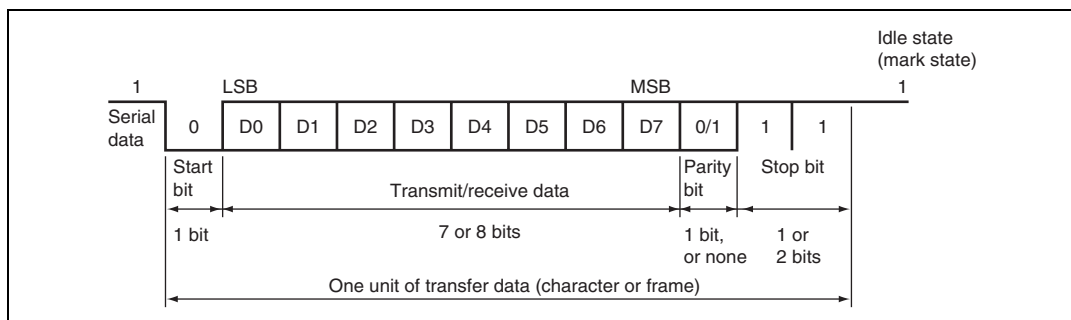 Idle state
(mark state)
1 LSB MSB 1
Serial
data
0 D0 D1 D2 D3 D4 D5 D6 D7 0/1 1 1
Start
bit
Transmit/receive data
Parity
bit
Stop bit
1 bit
7 or 8 bits
1 bit,
or none
1 or
2 bits
One unit of transfer data (character or frame)